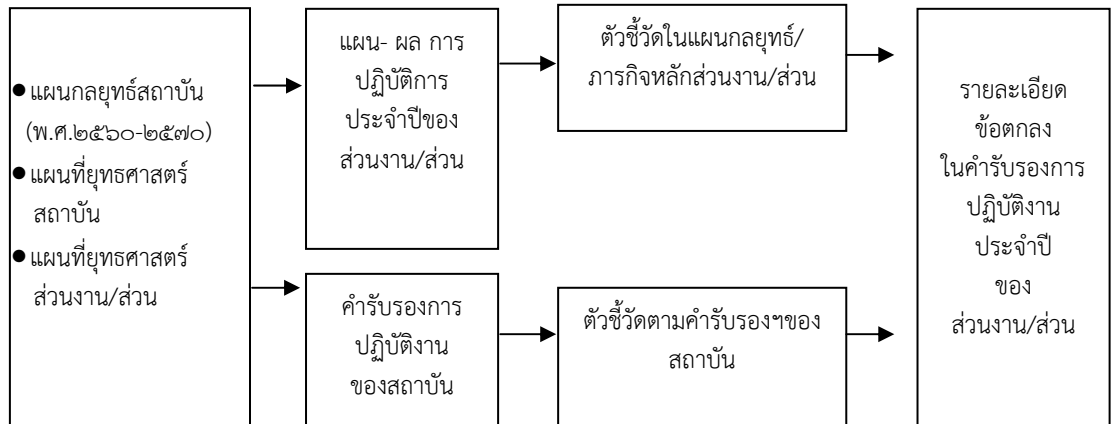 ● แผนกลยุทธ์สถาบัน
(พ.ศ.๒๕๖๐-๒๕๗๐)
● แผนที่ยุทธศาสตร์
สถาบัน
● แผนที่ยุทธศาสตร์
ส่วนงาน/ส่วน
แผน- ผล การ
ปฏิบัติการ
ประจำปีของ
ส่วนงาน/ส่วน
ตัวชี้วัดในแผนกลยุทธ์/
ภารกิจหลักส่วนงาน/ส่วน
คำรับรองการ
ปฏิบัติงาน
ของสถาบัน
ตัวชี้วัดตามคำรับรองฯของ
สถาบัน
รายละเอียด
ข้อตกลง
ในคำรับรองการ
ปฏิบัติงาน
ประจำปี
ของ
ส่วนงาน/ส่วน